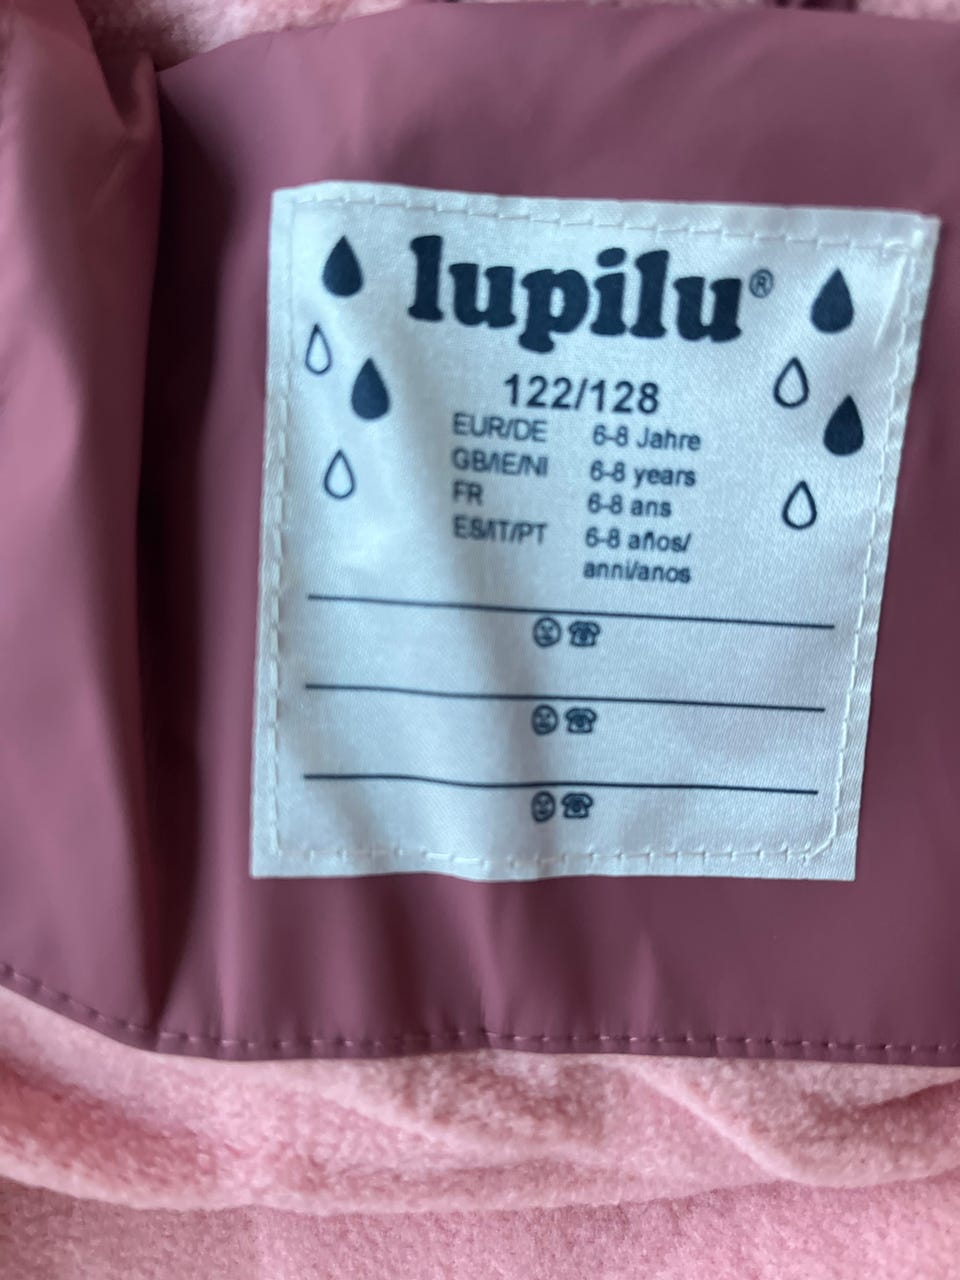 lupilu®
122/128
EUR/DE 6-8 Jahre
GB/IE/NI 6-8 years
FR 6-8 ans
ES/IT/PT 6-8 años/
anni/anos